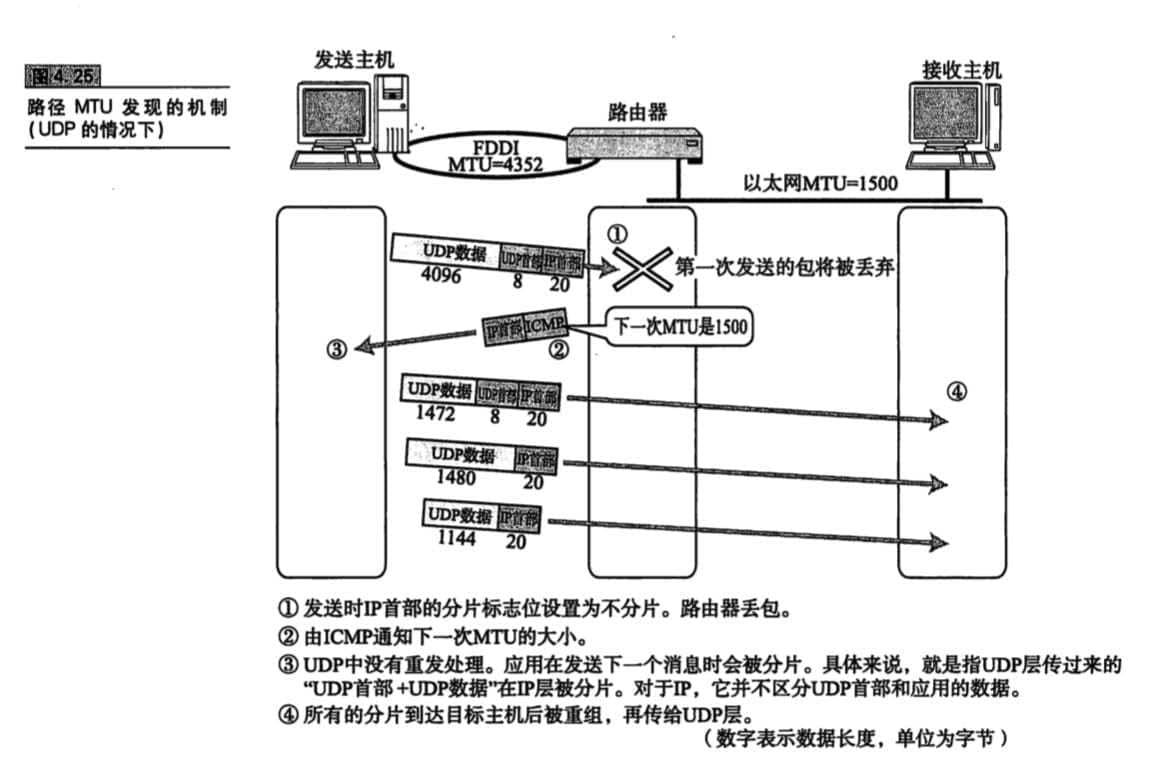 图4.25
路径 MTU 发现的机制
(UDP 的情况下)
发送主机
接收主机
路由器
FDDI
MTU=4352
以太网MTU=1500
①
UDP数据 UDP首部 IP首部
4096 8 20
第一次发送的包将被丢弃
IP首部 ICMP
下一次MTU是1500
③
②
UDP数据 UDP首部 IP首部
1472 8 20
④
UDP数据 IP首部
1480 20
UDP数据 IP首部
1144 20
① 发送时IP首部的分片标志位设置为不分片。路由器丢包。
② 由ICMP通知下一次MTU的大小。
③ UDP中没有重发处理。应用在发送下一个消息时会被分片。具体来说，就是指UDP层传过来的
“UDP首部+UDP数据”在IP层被分片。对于IP，它并不区分UDP首部和应用的数据。
④ 所有的分片到达目标主机后被重组，再传给UDP层。
（数字表示数据长度，单位为字节）